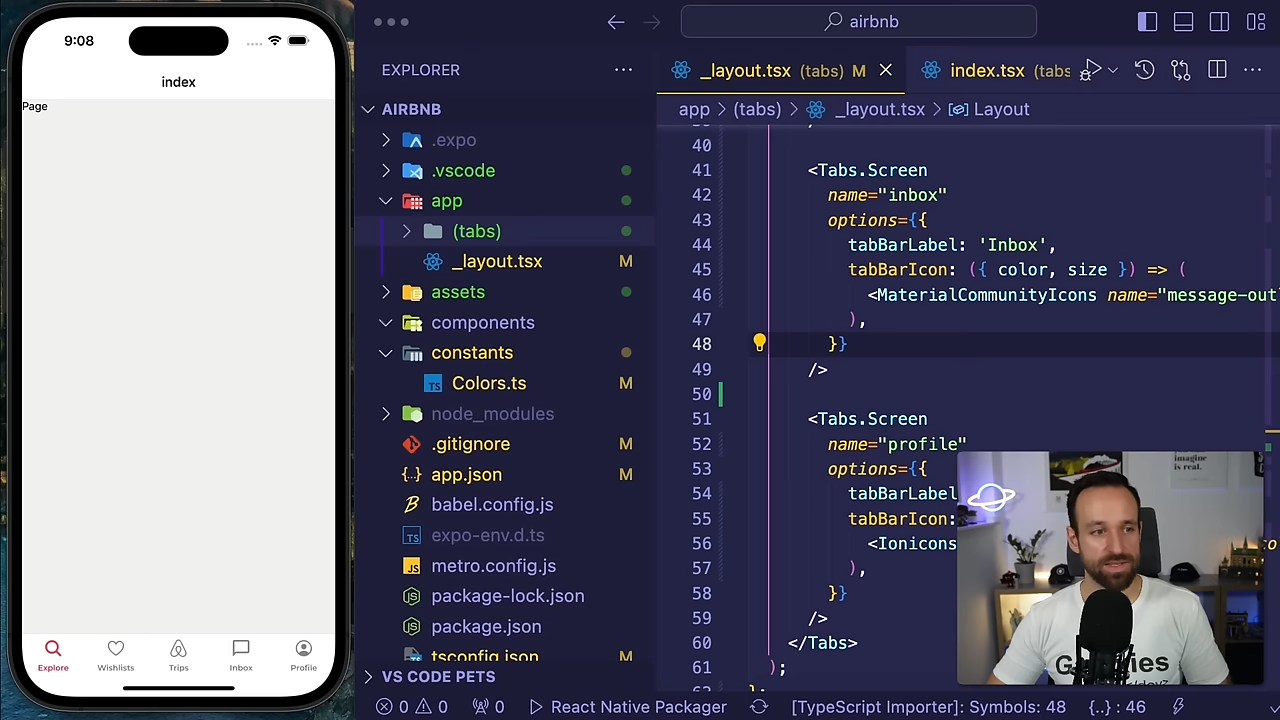 9:08
index
Page
Explore
Wishlists
Trips
Inbox
Profile
airbnb
EXPLORER
AIRBNB
.expo
.vscode
app
(tabs)
_layout.tsx M
assets
components
constants
Colors.ts M
node_modules
.gitignore M
app.json M
babel.config.js
expo-env.d.ts
metro.config.js
package-lock.json
package.json
tsconfig.json M
VS CODE PETS
_layout.tsx (tabs) M
index.tsx (tabs
app > (tabs) > _layout.tsx > Layout
40
41 <Tabs.Screen
42 name="inbox"
43 options={{
44 tabBarLabel: 'Inbox',
45 tabBarIcon: ({ color, size }) => (
46 <MaterialCommunityIcons name="message-outl
47 ),
48 }}
49 />
50
51 <Tabs.Screen
52 name="profile"
53 options={{
54 tabBarLabel
55 tabBarIcon:
56 <Ionicons
57 ),
58 }}
59 />
60 </Tabs>
61 );
imagine
is real.
0 0 0 React Native Packager [TypeScript Importer]: Symbols: 48 {..} : 46